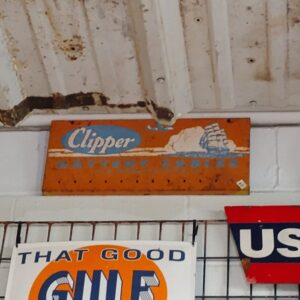 Clipper
THAT GOOD
GULF
US